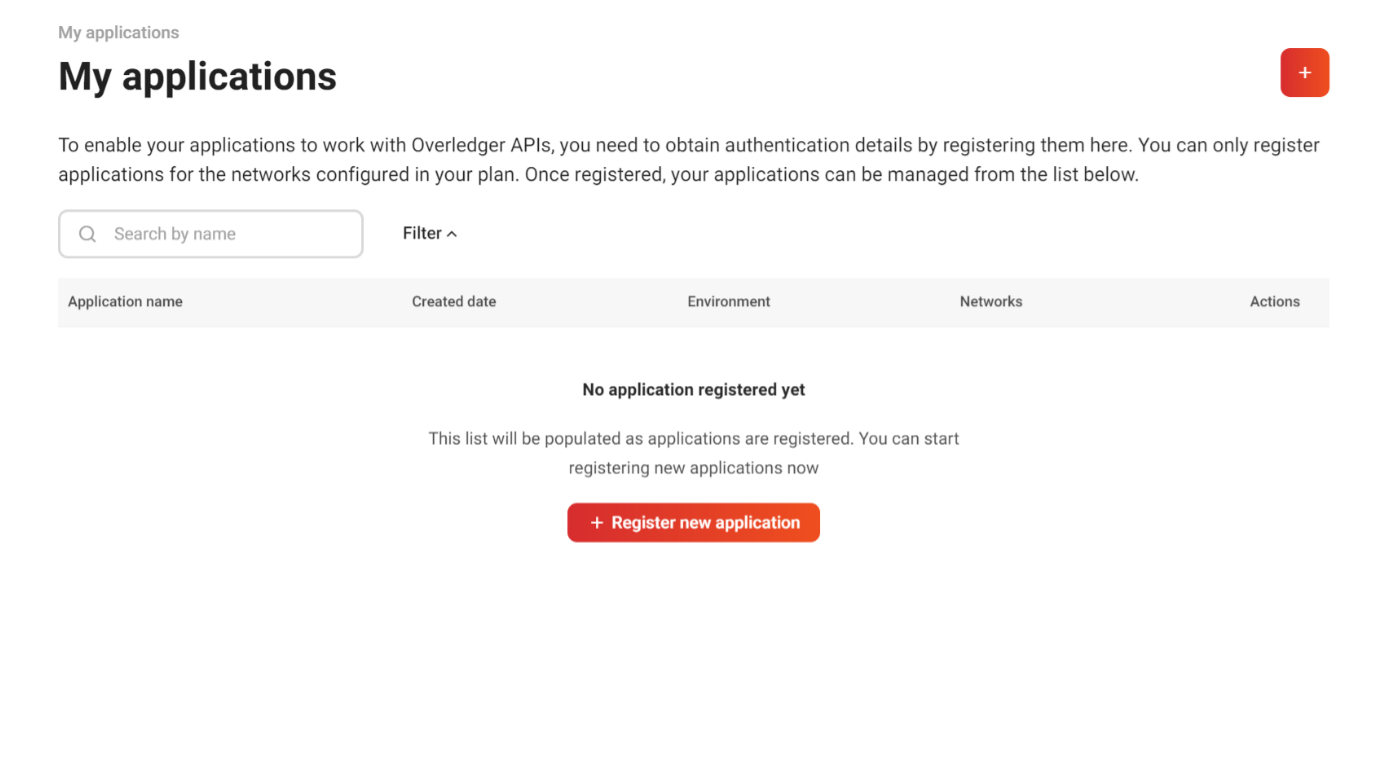 My applications
My applications
+
To enable your applications to work with Overledger APIs, you need to obtain authentication details by registering them here. You can only register
applications for the networks configured in your plan. Once registered, your applications can be managed from the list below.
Search by name
Filter
Application name Created date Environment Networks Actions
No application registered yet
This list will be populated as applications are registered. You can start
registering new applications now
+ Register new application